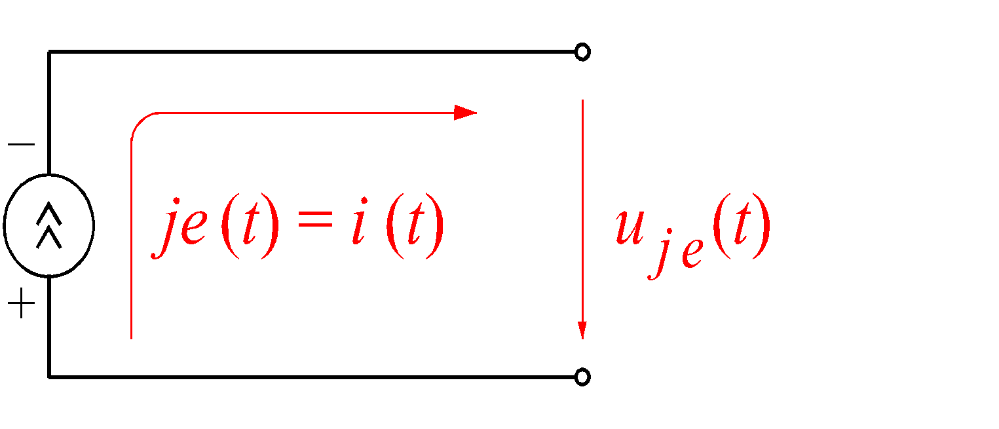 −
je(t) = i(t)
u_je(t)
+